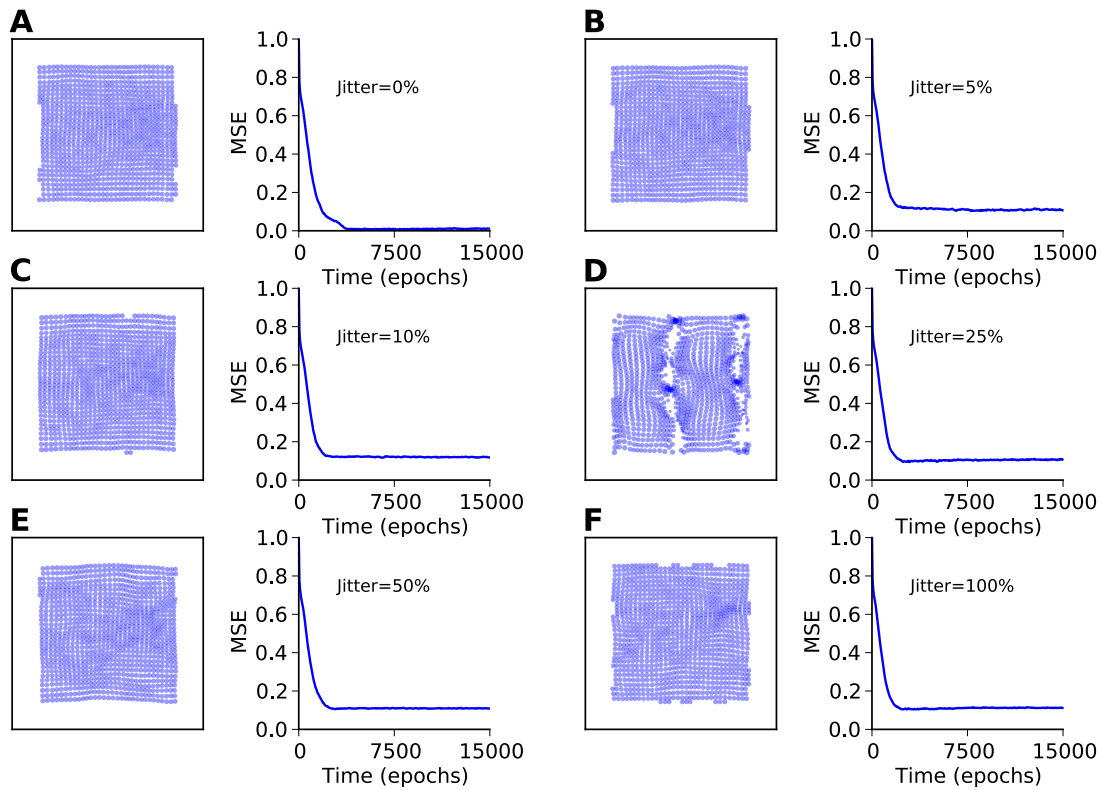 A
B
1.0
0.8
0.6
0.4
0.2
0.0
MSE
Jitter=0%
0
7500
15000
Time (epochs)
1.0
0.8
0.6
0.4
0.2
0.0
MSE
Jitter=5%
0
7500
15000
Time (epochs)
C
D
1.0
0.8
0.6
0.4
0.2
0.0
MSE
Jitter=10%
0
7500
15000
Time (epochs)
1.0
0.8
0.6
0.4
0.2
0.0
MSE
Jitter=25%
0
7500
15000
Time (epochs)
E
F
1.0
0.8
0.6
0.4
0.2
0.0
MSE
Jitter=50%
0
7500
15000
Time (epochs)
1.0
0.8
0.6
0.4
0.2
0.0
MSE
Jitter=100%
0
7500
15000
Time (epochs)